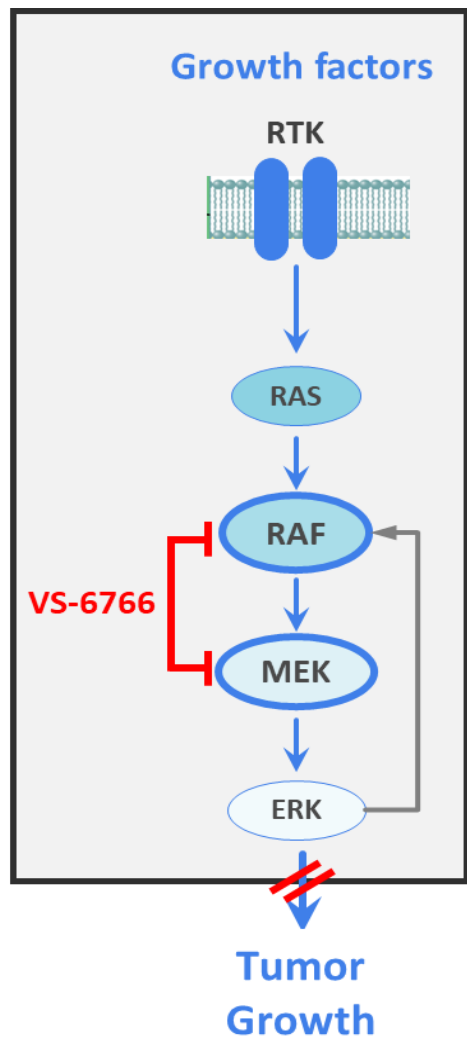 Growth factors
RTK
RAS
RAF
VS-6766
MEK
ERK
Tumor
Growth